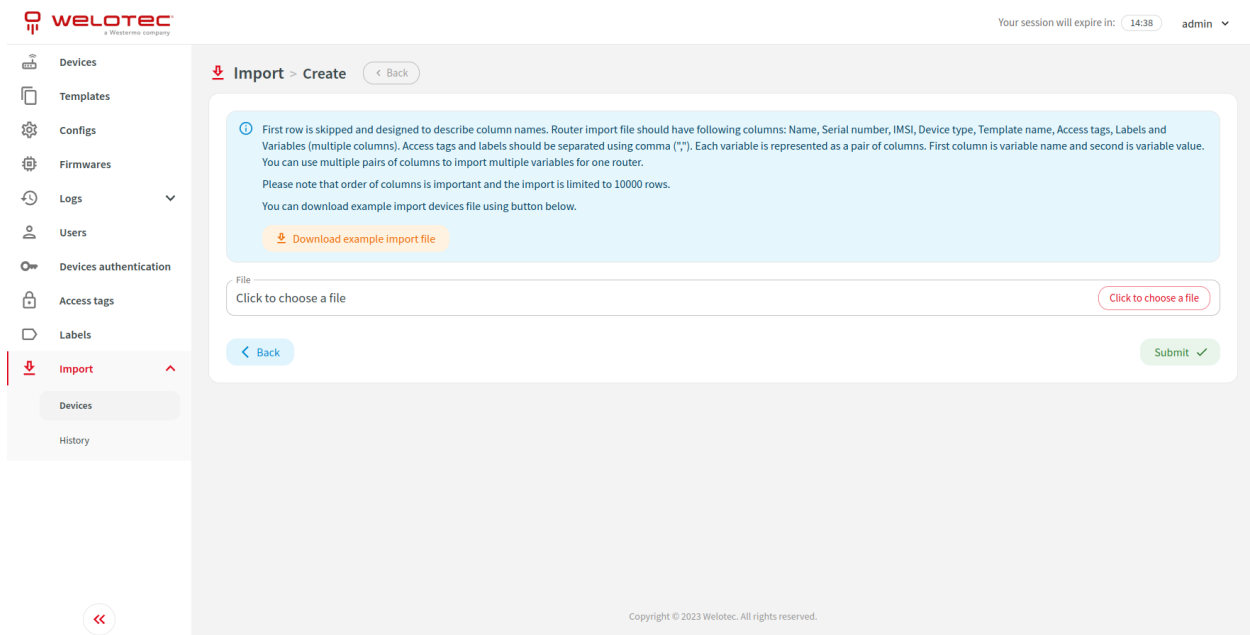 WELOTEC
a Westermo company
Your session will expire in: 14:38 admin
Devices
Templates
Configs
Firmwares
Logs
Users
Devices authentication
Access tags
Labels
Import
Devices
History
Import > Create Back
First row is skipped and designed to describe column names. Router import file should have following columns: Name, Serial number, IMSI, Device type, Template name, Access tags, Labels and
Variables (multiple columns). Access tags and labels should be separated using comma (","). Each variable is represented as a pair of columns. First column is variable name and second is variable value.
You can use multiple pairs of columns to import multiple variables for one router.
Please note that order of columns is important and the import is limited to 10000 rows.
You can download example import devices file using button below.
Download example import file
File
Click to choose a file Click to choose a file
Back Submit
Copyright © 2023 Welotec. All rights reserved.